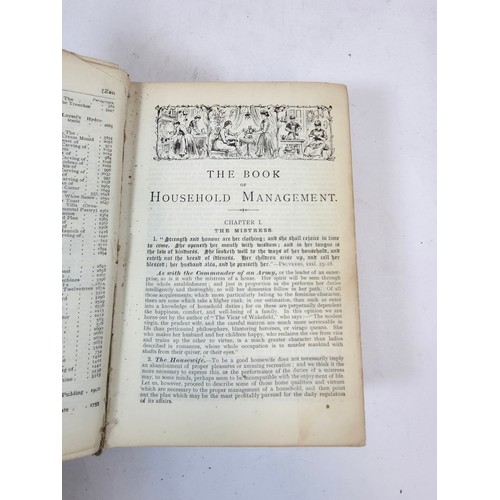 [Zan
The
Paragraph.
THE BOOK
OF
HOUSEHOLD MANAGEMENT.
CHAPTER I.
THE MISTRESS.
1. "Strength and honour are her clothing; and she shall rejoice in time
to come. She openeth her mouth with wisdom; and in her tongue is
the law of kindness. She looketh well to the ways of her household, and
eateth not the bread of idleness. Her children arise up, and call her
blessed; her husband also, and he praiseth her."—PROVERBS, xxxi. 25-28.
As with the Commander of an Army, or the leader of an enter-
prise, so is it with the mistress of a house. Her spirit will be seen through
the whole establishment; and just in proportion as she performs her duties
intelligently and thoroughly, so will her domestics follow her path. Of all
those acquirements, which more particularly belong to the feminine character,
there are none which take a higher rank, in our estimation, than such as enter
into a knowledge of household duties; for on these are perpetually dependent
the happiness, comfort, and well-being of a family. In this opinion we are
borne out by the author of "The Vicar of Wakefield," who says—"The modest
virgin, the prudent wife, and the careful matron are much more serviceable in
life than petticoated philosophers, blustering heroines, or virago queens. She
who makes her husband and her children happy, who reclaims the one from vice
and trains up the other to virtue, is a much greater character than ladies
described in romances, whose whole occupation is to murder mankind with
shafts from their quiver, or their eyes."
2. The Housewife.—To be a good housewife does not necessarily imply
an abandonment of proper pleasures or amusing recreation; and we think it the
more necessary to express this, as the performance of the duties of a mistress
may, to some minds, perhaps seem to be incompatible with the enjoyment of life.
Let us, however, proceed to describe some of those home qualities and virtues
which are necessary to the proper management of a household, and then point
out the plan which may be the most profitably pursued for the daily regulation
of its affairs.
B